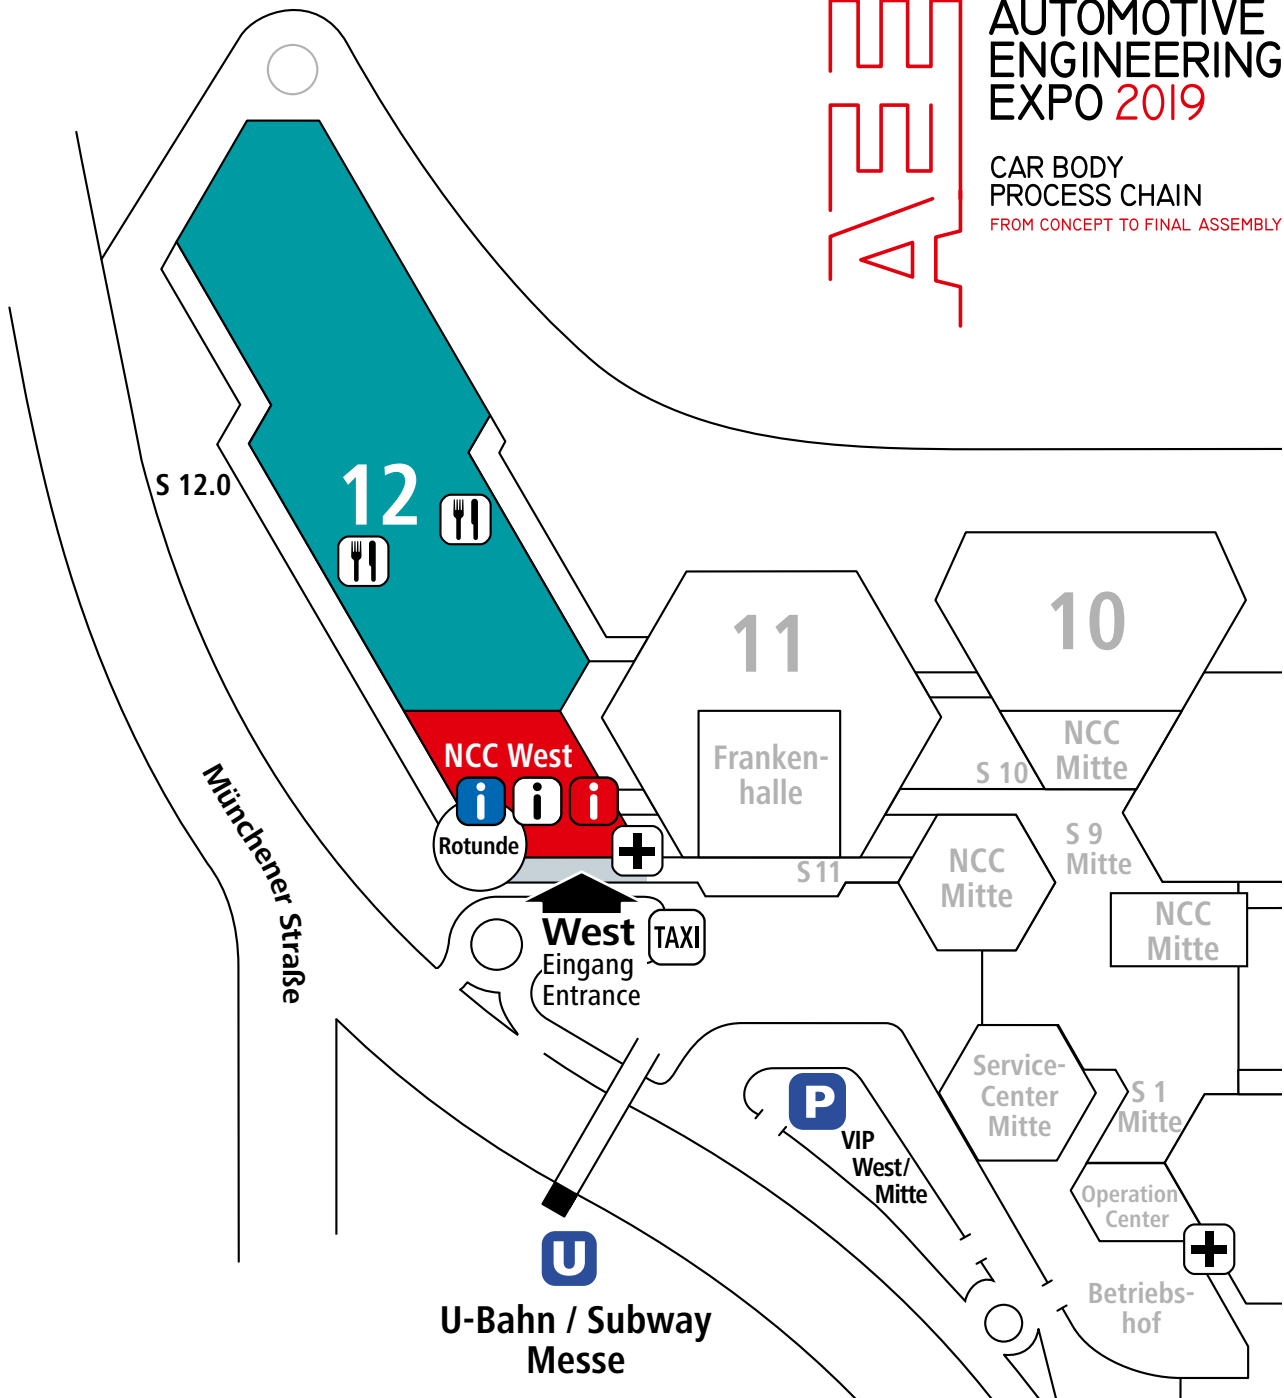 AEE
AUTOMOTIVE
ENGINEERING
EXPO 2019
CAR BODY
PROCESS CHAIN
FROM CONCEPT TO FINAL ASSEMBLY
12
S 12.0
11
Franken-
halle
10
NCC
Mitte
S 10
NCC West
i
i
i
Rotunde
S 11
NCC
Mitte
S 9
Mitte
NCC
Mitte
West
Eingang
Entrance
TAXI
Münchener Straße
Service-
Center
Mitte
S 1
Mitte
P
VIP
West/
Mitte
Operation
Center
Betriebs-
hof
U
U-Bahn / Subway
Messe